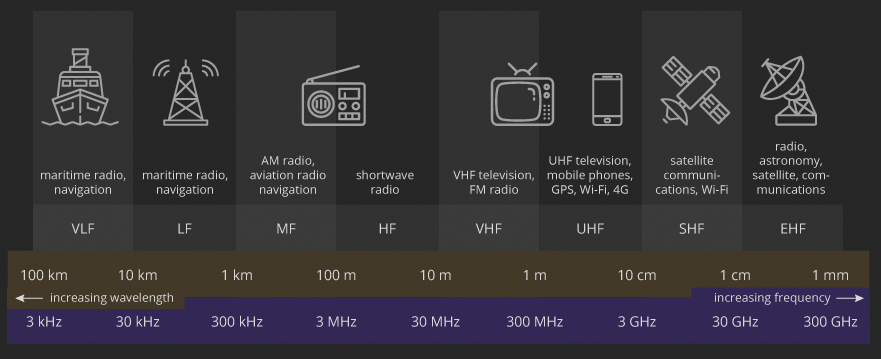 maritime radio,
navigation
maritime radio,
navigation
AM radio,
aviation radio
navigation
shortwave
radio
VHF television,
FM radio
UHF television,
mobile phones,
GPS, Wi-Fi, 4G
satellite
communi-
cations, Wi-Fi
radio,
astronomy,
satellite, com-
munications
VLF LF MF HF VHF UHF SHF EHF
100 km 10 km 1 km 100 m 10 m 1 m 10 cm 1 cm 1 mm
increasing wavelength increasing frequency
3 kHz 30 kHz 300 kHz 3 MHz 30 MHz 300 MHz 3 GHz 30 GHz 300 GHz